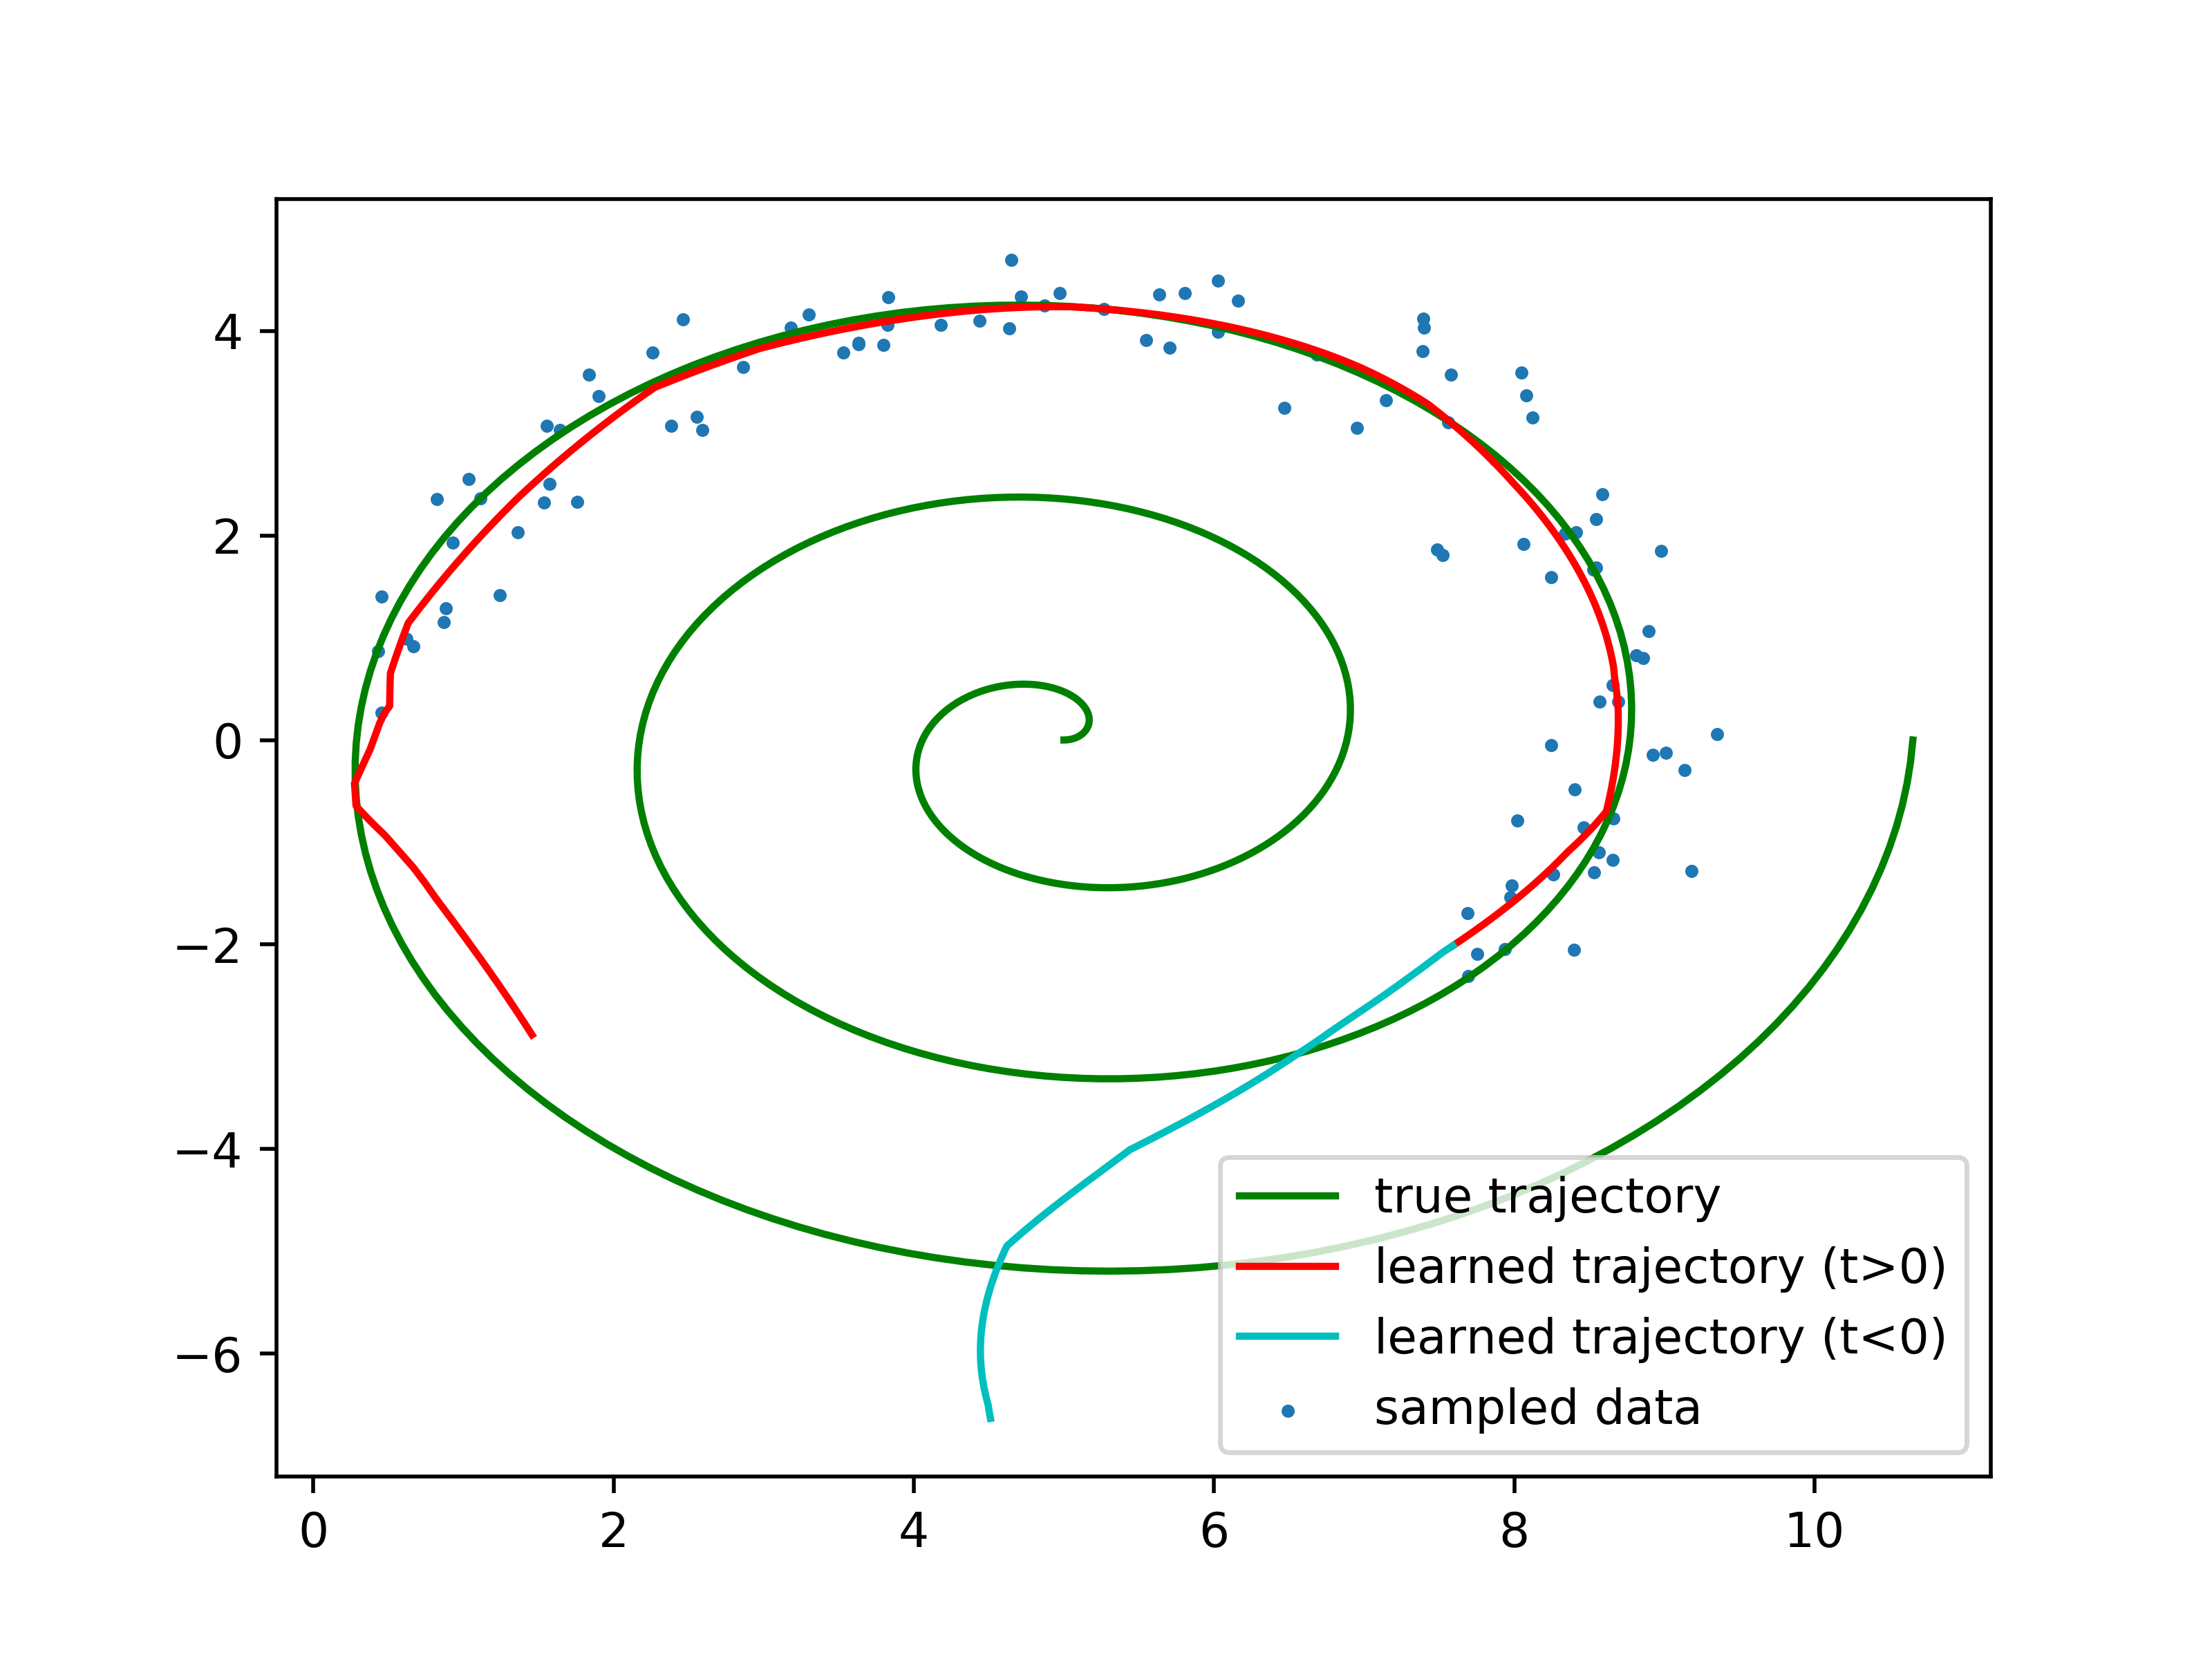 4
2
0
−2
−4
−6
0 2 4 6 8 10
true trajectory
learned trajectory (t>0)
learned trajectory (t<0)
sampled data